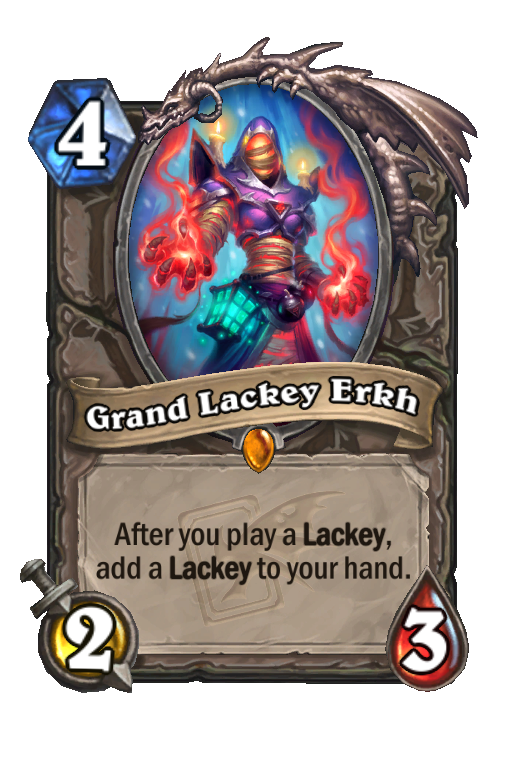 4
Grand Lackey Erkh
After you play a Lackey,
add a Lackey to your hand.
2
3